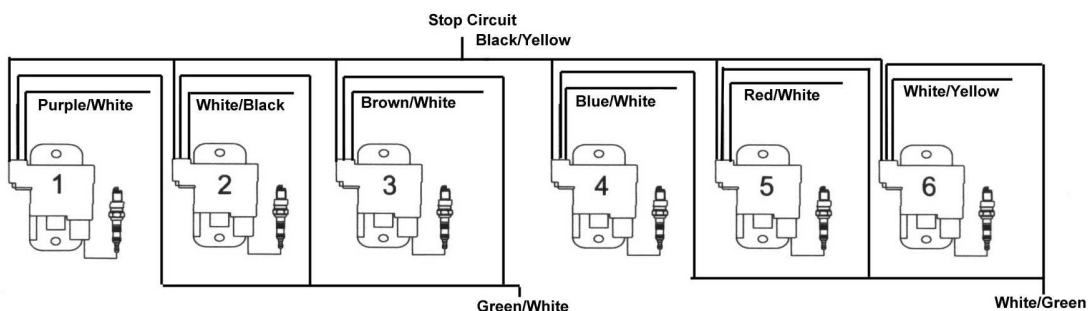 Stop Circuit
Black/Yellow
Purple/White
White/Black
Brown/White
Blue/White
Red/White
White/Yellow
1
2
3
4
5
6
Green/White
White/Green